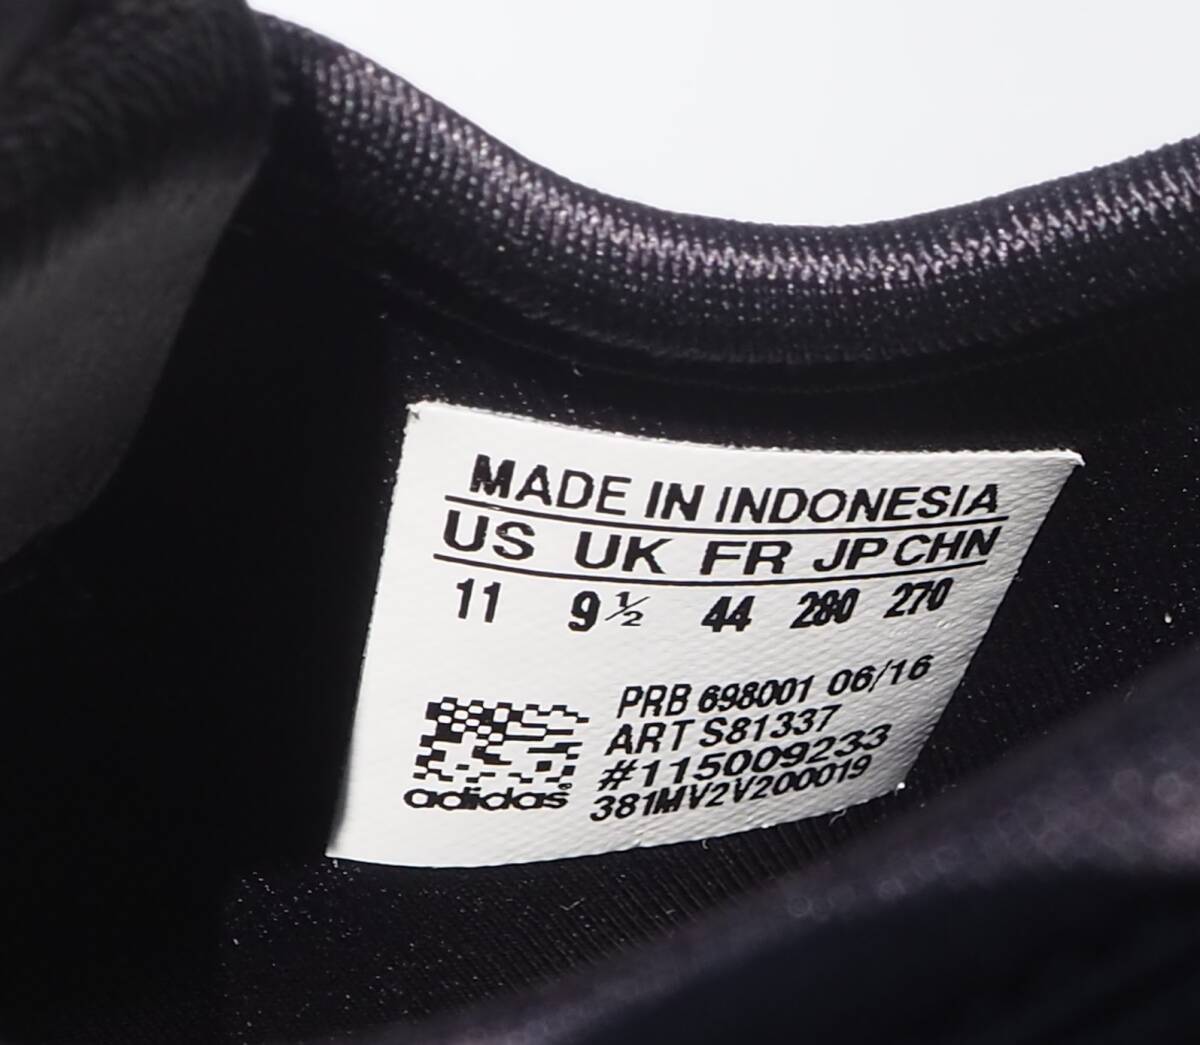 MADE IN INDONESIA
US UK FR JP CHN
11 9½ 44 280 270
PRB 698001 06/16
ART S81337
#115009233
381MV2V200019
adidas®